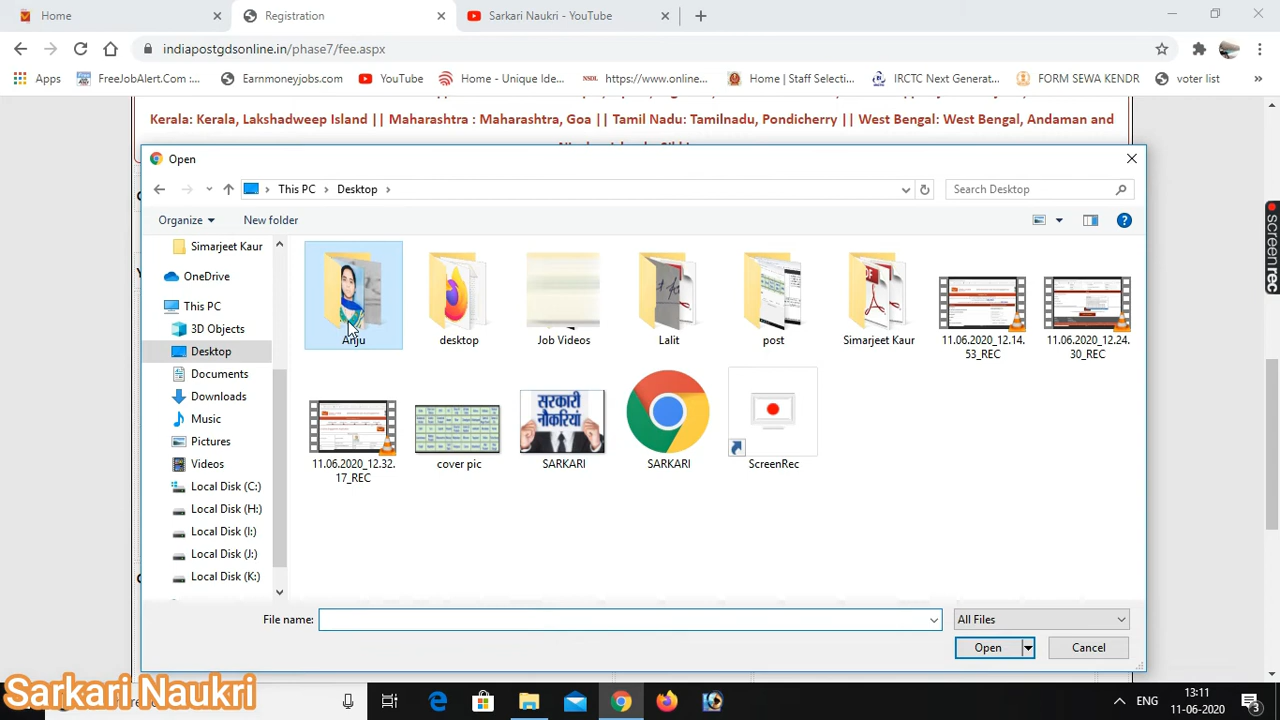 Home
Registration
Sarkari Naukri - YouTube
indiapostgdsonline.in/phase7/fee.aspx
Apps
FreeJobAlert.Com :...
Earnmoneyjobs.com
YouTube
Home - Unique Ide...
NSDL
https://www.online...
Home | Staff Selecti...
IRCTC Next Generat...
FORM SEWA KENDR
voter list
Kerala: Kerala, Lakshadweep Island || Maharashtra : Maharashtra, Goa || Tamil Nadu: Tamilnadu, Pondicherry || West Bengal: West Bengal, Andaman and
Open
This PC
Desktop
Search Desktop
Organize
New folder
Simarjeet Kaur
OneDrive
This PC
3D Objects
Desktop
Documents
Downloads
Music
Pictures
Videos
Local Disk (C:)
Local Disk (H:)
Local Disk (I:)
Local Disk (J:)
Local Disk (K:)
Anju
desktop
Job Videos
Lalit
post
PDF
Simarjeet Kaur
11.06.2020_12.14.
53_REC
11.06.2020_12.24.
30_REC
11.06.2020_12.32.
17_REC
cover pic
सरकारी
नौकरियां
SARKARI
SARKARI
ScreenRec
File name:
All Files
Open
Cancel
screenrec
Sarkari Naukri
ENG
13:11
11-06-2020
3